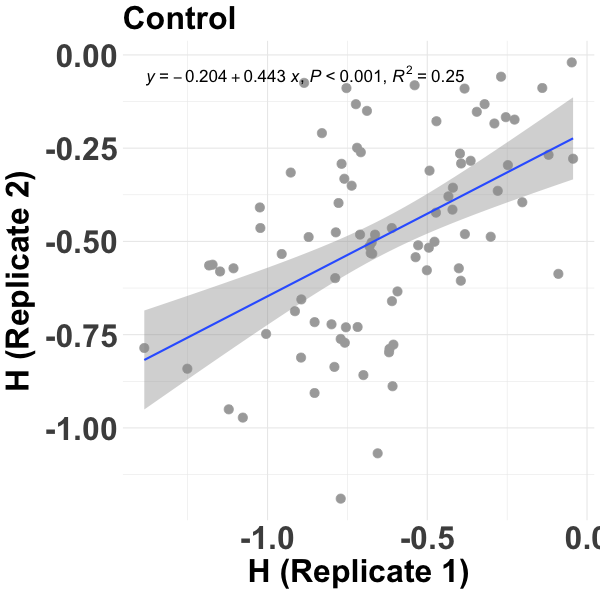 Control
y = −0.204 + 0.443 x, P < 0.001, R² = 0.25
0.00
-0.25
-0.50
-0.75
-1.00
H (Replicate 2)
-1.0 -0.5 0.0
H (Replicate 1)